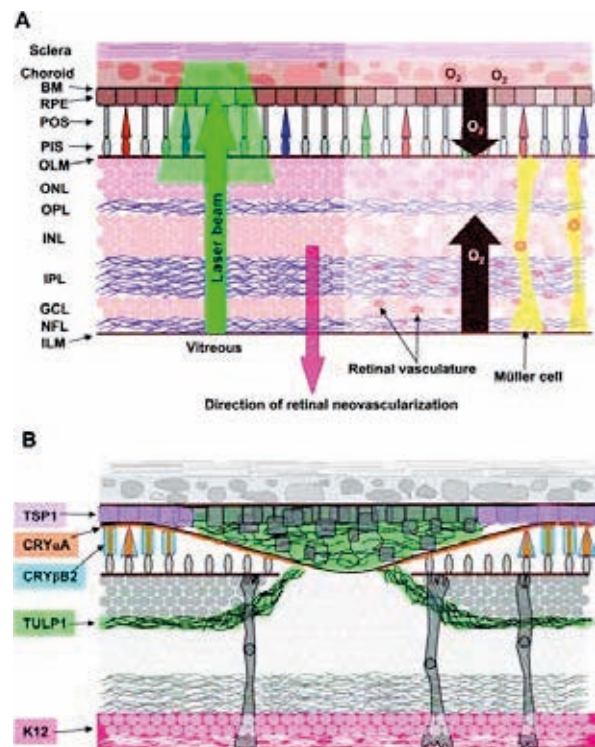 A
Sclera
Choroid
BM
RPE
POS
PIS
OLM
ONL
OPL
INL
IPL
GCL
NFL
ILM
O₂ O₂
O₂
O₂
Laser beam
Vitreous
Retinal vasculature
Müller cell
Direction of retinal neovascularization
B
TSP1
CRYαA
CRYβB2
TULP1
K12